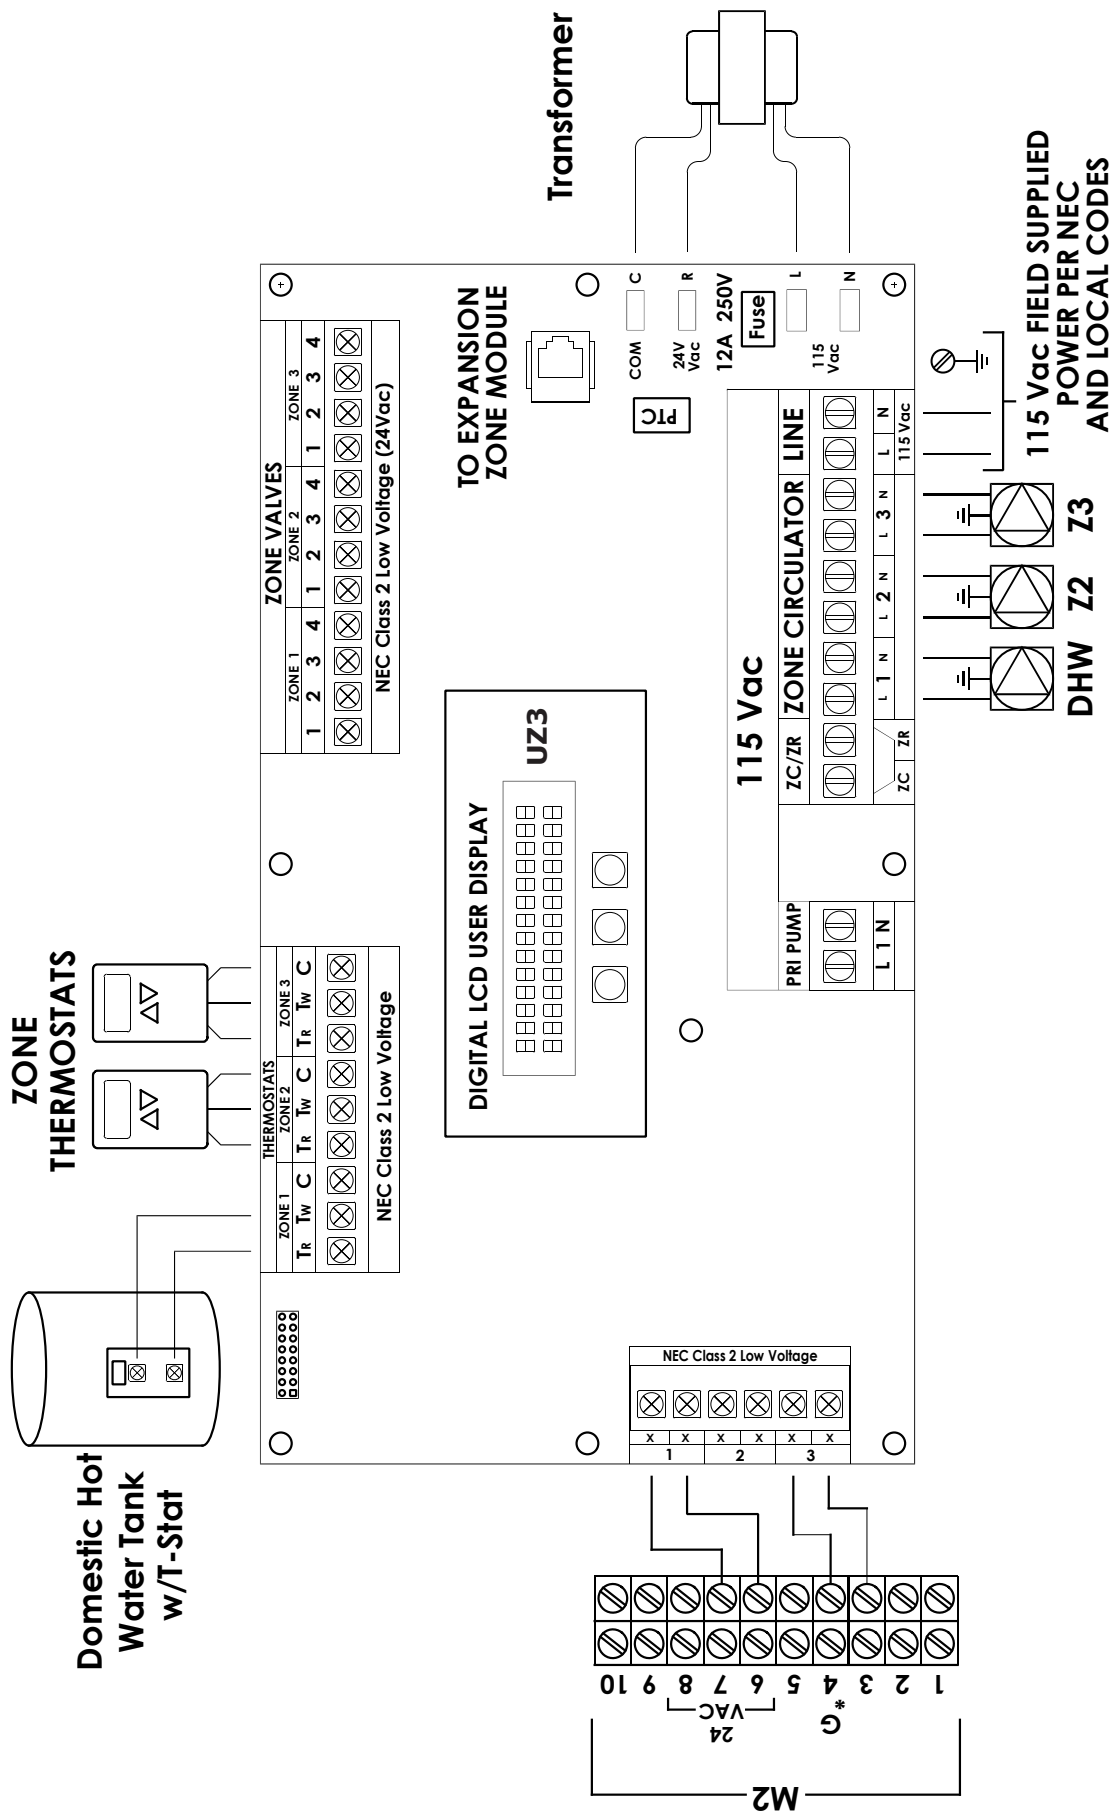 Transformer
115 Vac FIELD SUPPLIED
POWER PER NEC
AND LOCAL CODES
ZONE VALVES
ZONE 1
ZONE 2
ZONE 3
1 2 3 4 1 2 3 4 1 2 3 4
NEC Class 2 Low Voltage (24Vac)
TO EXPANSION
ZONE MODULE
COM
C
24V
Vac
R
12A 250V
Fuse
115
Vac
L
N
PTC
115 Vac
ZC/ZR
ZONE CIRCULATOR
LINE
ZC
ZR
L 1 N
L 2 N
L 3 N
L
N
115 Vac
DHW
Z2
Z3
PRI PUMP
L 1 N
UZ3
DIGITAL LCD USER DISPLAY
ZONE
THERMOSTATS
THERMOSTATS
ZONE 1
ZONE 2
ZONE 3
TR TW C TR TW C TR TW C
NEC Class 2 Low Voltage
Domestic Hot
Water Tank
w/T-Stat
NEC Class 2 Low Voltage
X X X X X X
1 2 3
10 9 8 7 6 5 4 3 2 1
24
VAC
*G
M2